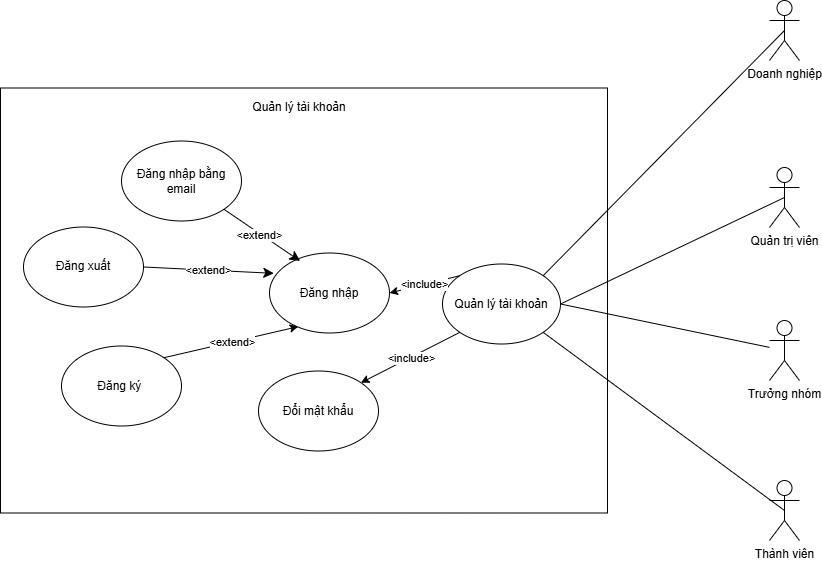 Doanh nghiệp
Quản lý tài khoản
Đăng nhập bằng
email
<extend>
Quản trị viên
Đăng xuất
<extend>
Đăng nhập
<include>
Quản lý tài khoản
<extend>
<include>
Đăng ký
Trưởng nhóm
Đổi mật khẩu
Thành viên